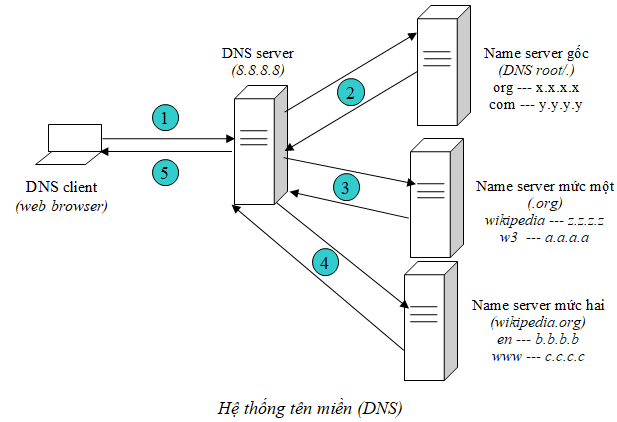 DNS server
(8.8.8.8)
Name server gốc
(DNS root/.)
org --- x.x.x.x
com --- y.y.y.y
1
2
5
3
4
DNS client
(web browser)
Name server mức một
(.org)
wikipedia --- z.z.z.z
w3 --- a.a.a.a
Name server mức hai
(wikipedia.org)
en --- b.b.b.b
www --- c.c.c.c
Hệ thống tên miền (DNS)